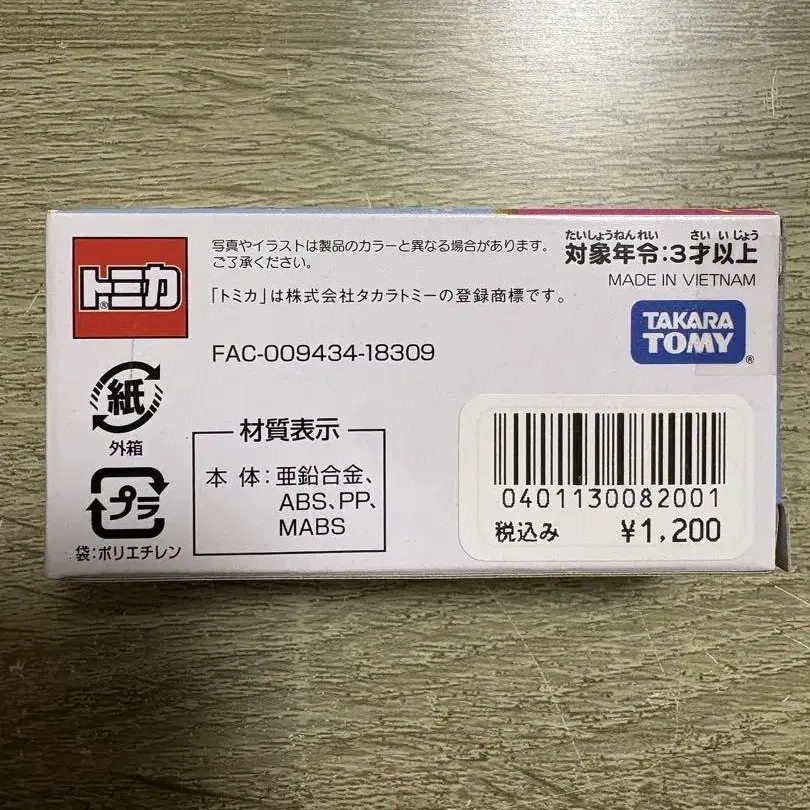 トミカ®
写真やイラストは製品のカラーと異なる場合があります。
ご了承ください。
「トミカ」は株式会社タカラトミーの登録商標です。
たいしょうねんれい さい いじょう
対象年令:3才以上
MADE IN VIETNAM
TAKARA
TOMY®
FAC-009434-18309
紙
外箱
プラ
袋:ポリエチレン
材質表示
本 体:亜鉛合金、
ABS、PP、
MABS
0401130082001
税込み ¥1,200